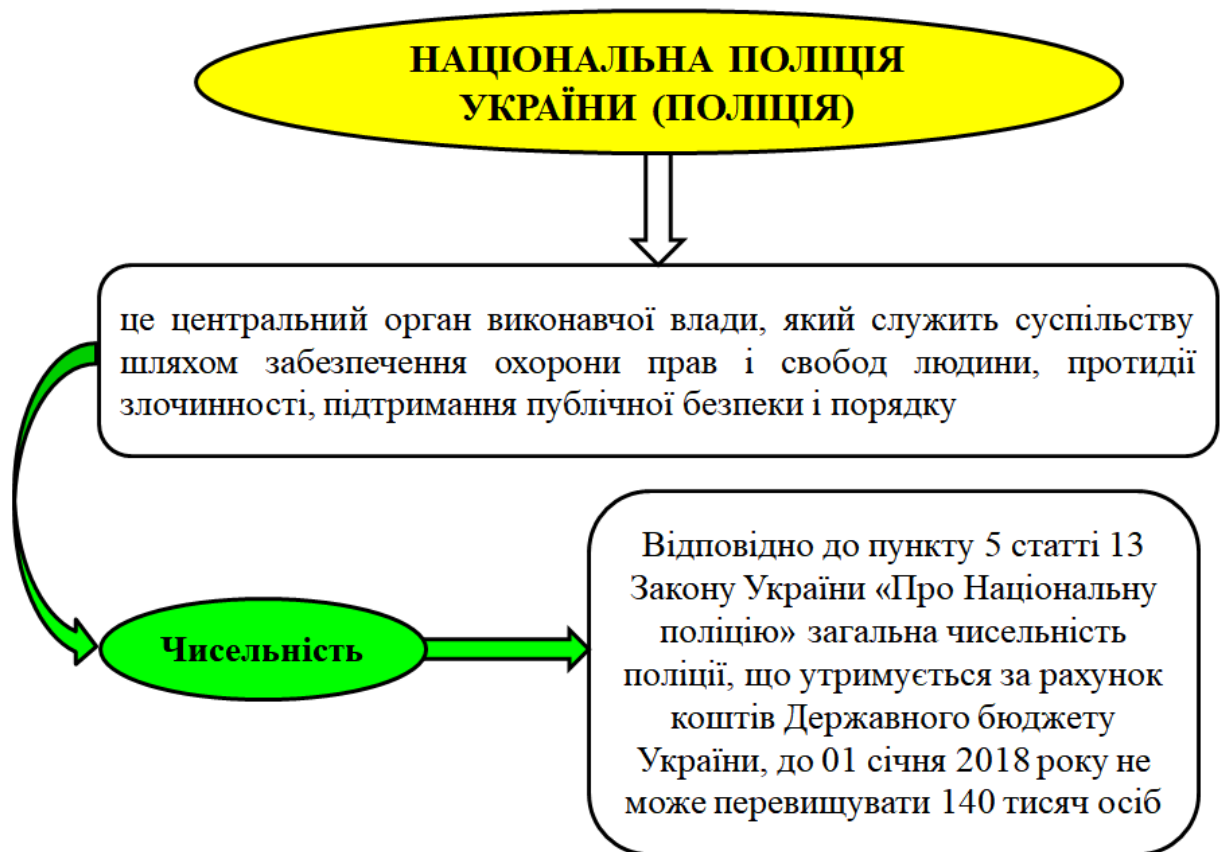 НАЦІОНАЛЬНА ПОЛІЦІЯ
УКРАЇНИ (ПОЛІЦІЯ)
це центральний орган виконавчої влади, який служить суспільству
шляхом забезпечення охорони прав і свобод людини, протидії
злочинності, підтримання публічної безпеки і порядку
Чисельність
Відповідно до пункту 5 статті 13
Закону України «Про Національну
поліцію» загальна чисельність
поліції, що утримується за рахунок
коштів Державного бюджету
України, до 01 січня 2018 року не
може перевищувати 140 тисяч осіб